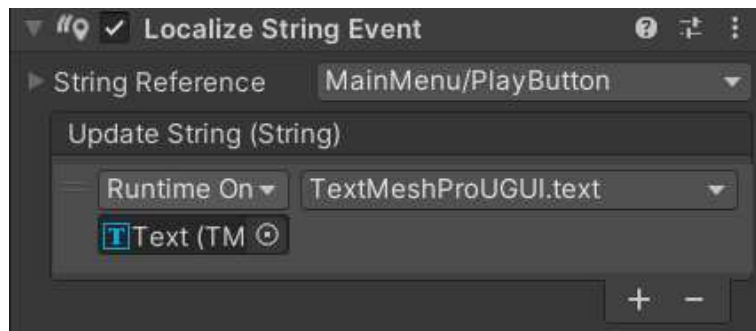 Localize String Event
String Reference MainMenu/PlayButton
Update String (String)
Runtime On TextMeshProUGUI.text
Text (TM